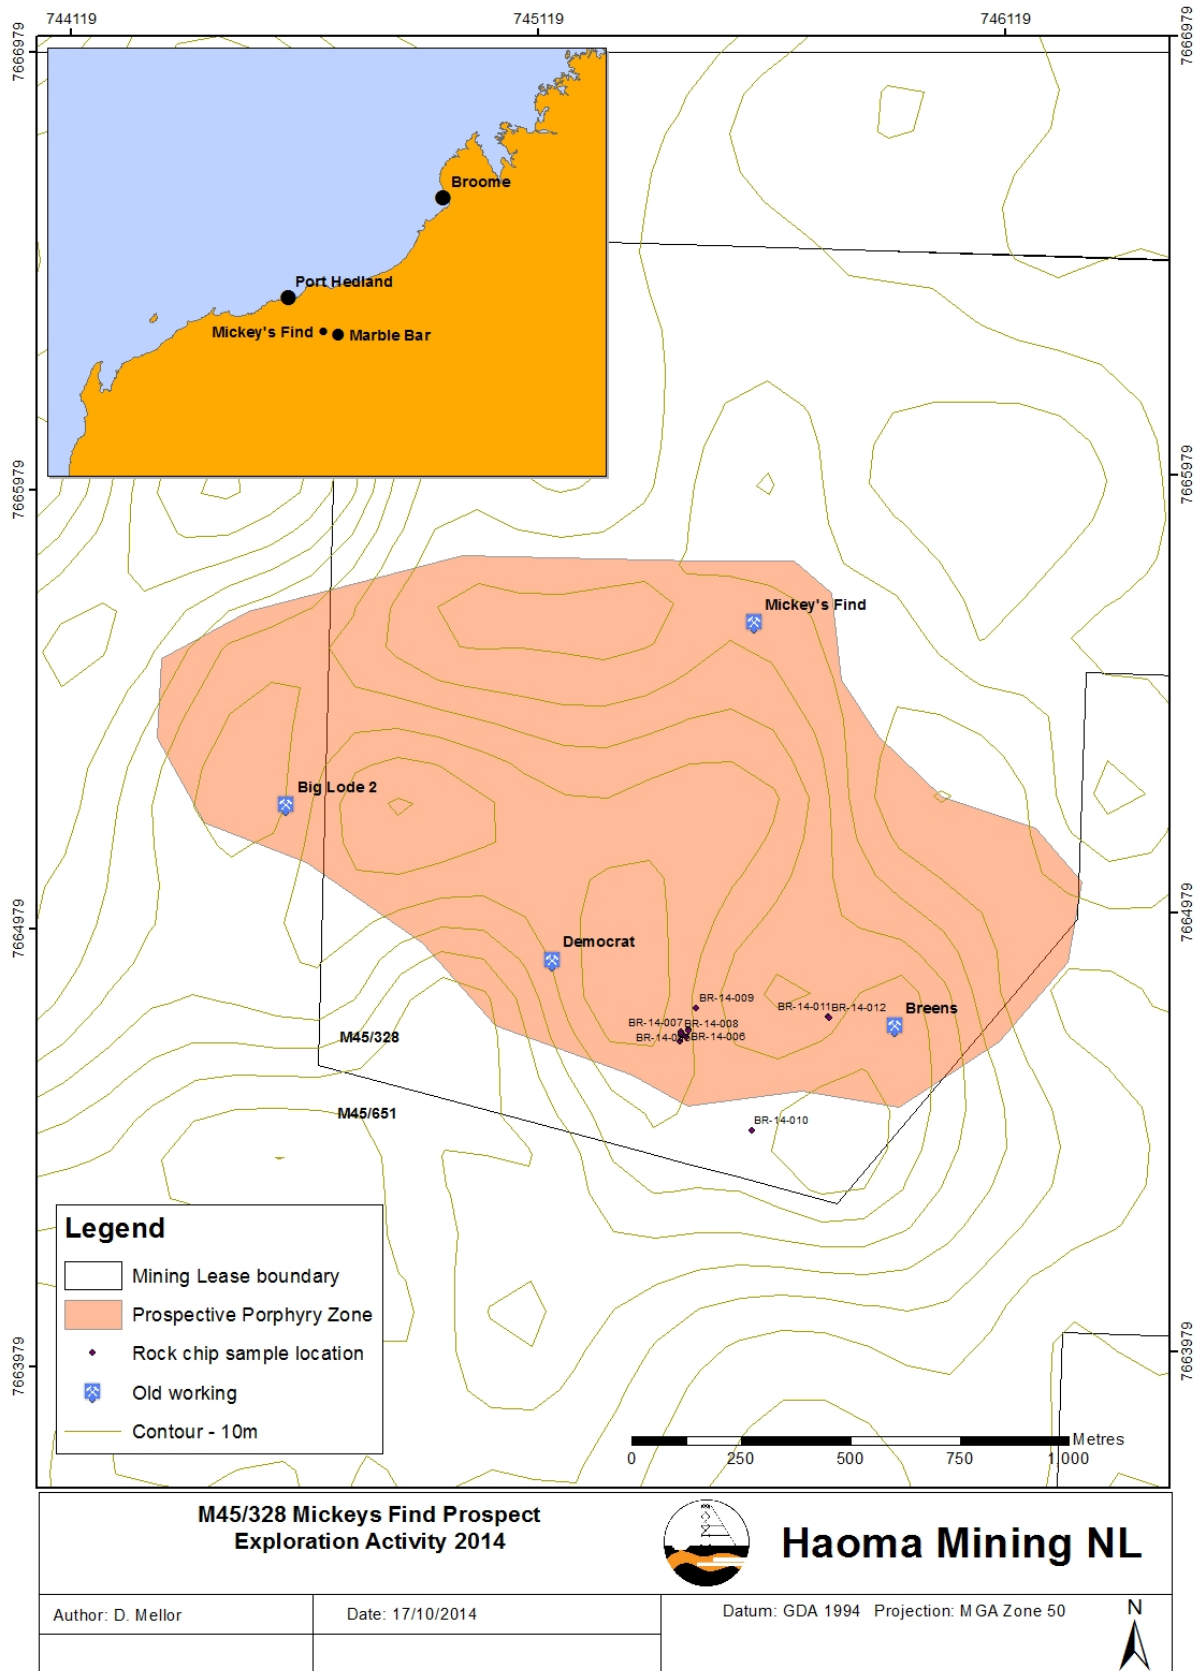 744119
745119
746119
7666979
7666979
Broome
Port Hedland
Mickey's Find
Marble Bar
7665979
7665979
Mickey's Find
Big Lode 2
7664979
7664979
Democrat
BR-14-009
BR-14-011
BR-14-012
Breens
BR-14-007
BR-14-008
BR-14-006
M45/328
M45/651
BR-14-010
Legend
Mining Lease boundary
Prospective Porphyry Zone
Rock chip sample location
Old working
Contour - 10m
7663979
7663979
Metres
0 250 500 750 1,000
M45/328 Mickeys Find Prospect
Exploration Activity 2014
Haoma Mining NL
Author: D. Mellor
Date: 17/10/2014
Datum: GDA 1994 Projection: MGA Zone 50
N